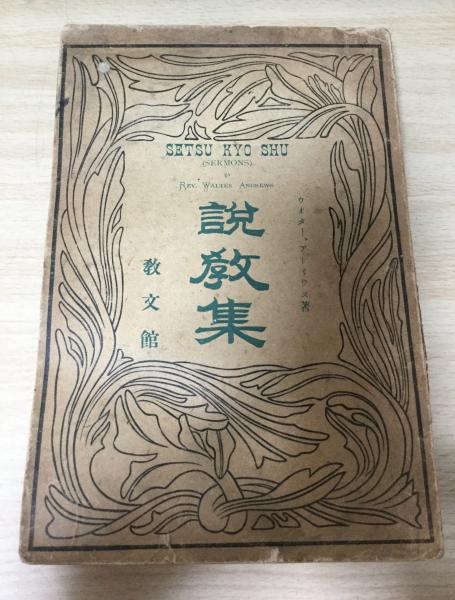 SETSU KYO SHU
(SERMONS)
BY
REV. WALTER ANDREWS
ウオター、アンドリウス著
說教集
教文館